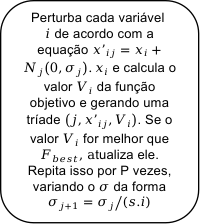 Perturba cada variável
i de acordo com a
equação x′ᵢⱼ = xᵢ +
Nⱼ(0, σⱼ). xᵢ e calcula o
valor Vᵢ da função
objetivo e gerando uma
tríade (j, x′ᵢⱼ, Vᵢ). Se o
valor Vᵢ for melhor que
F_best, atualiza ele.
Repita isso por P vezes,
variando o σ da forma
σⱼ₊₁ = σⱼ/(s.i)